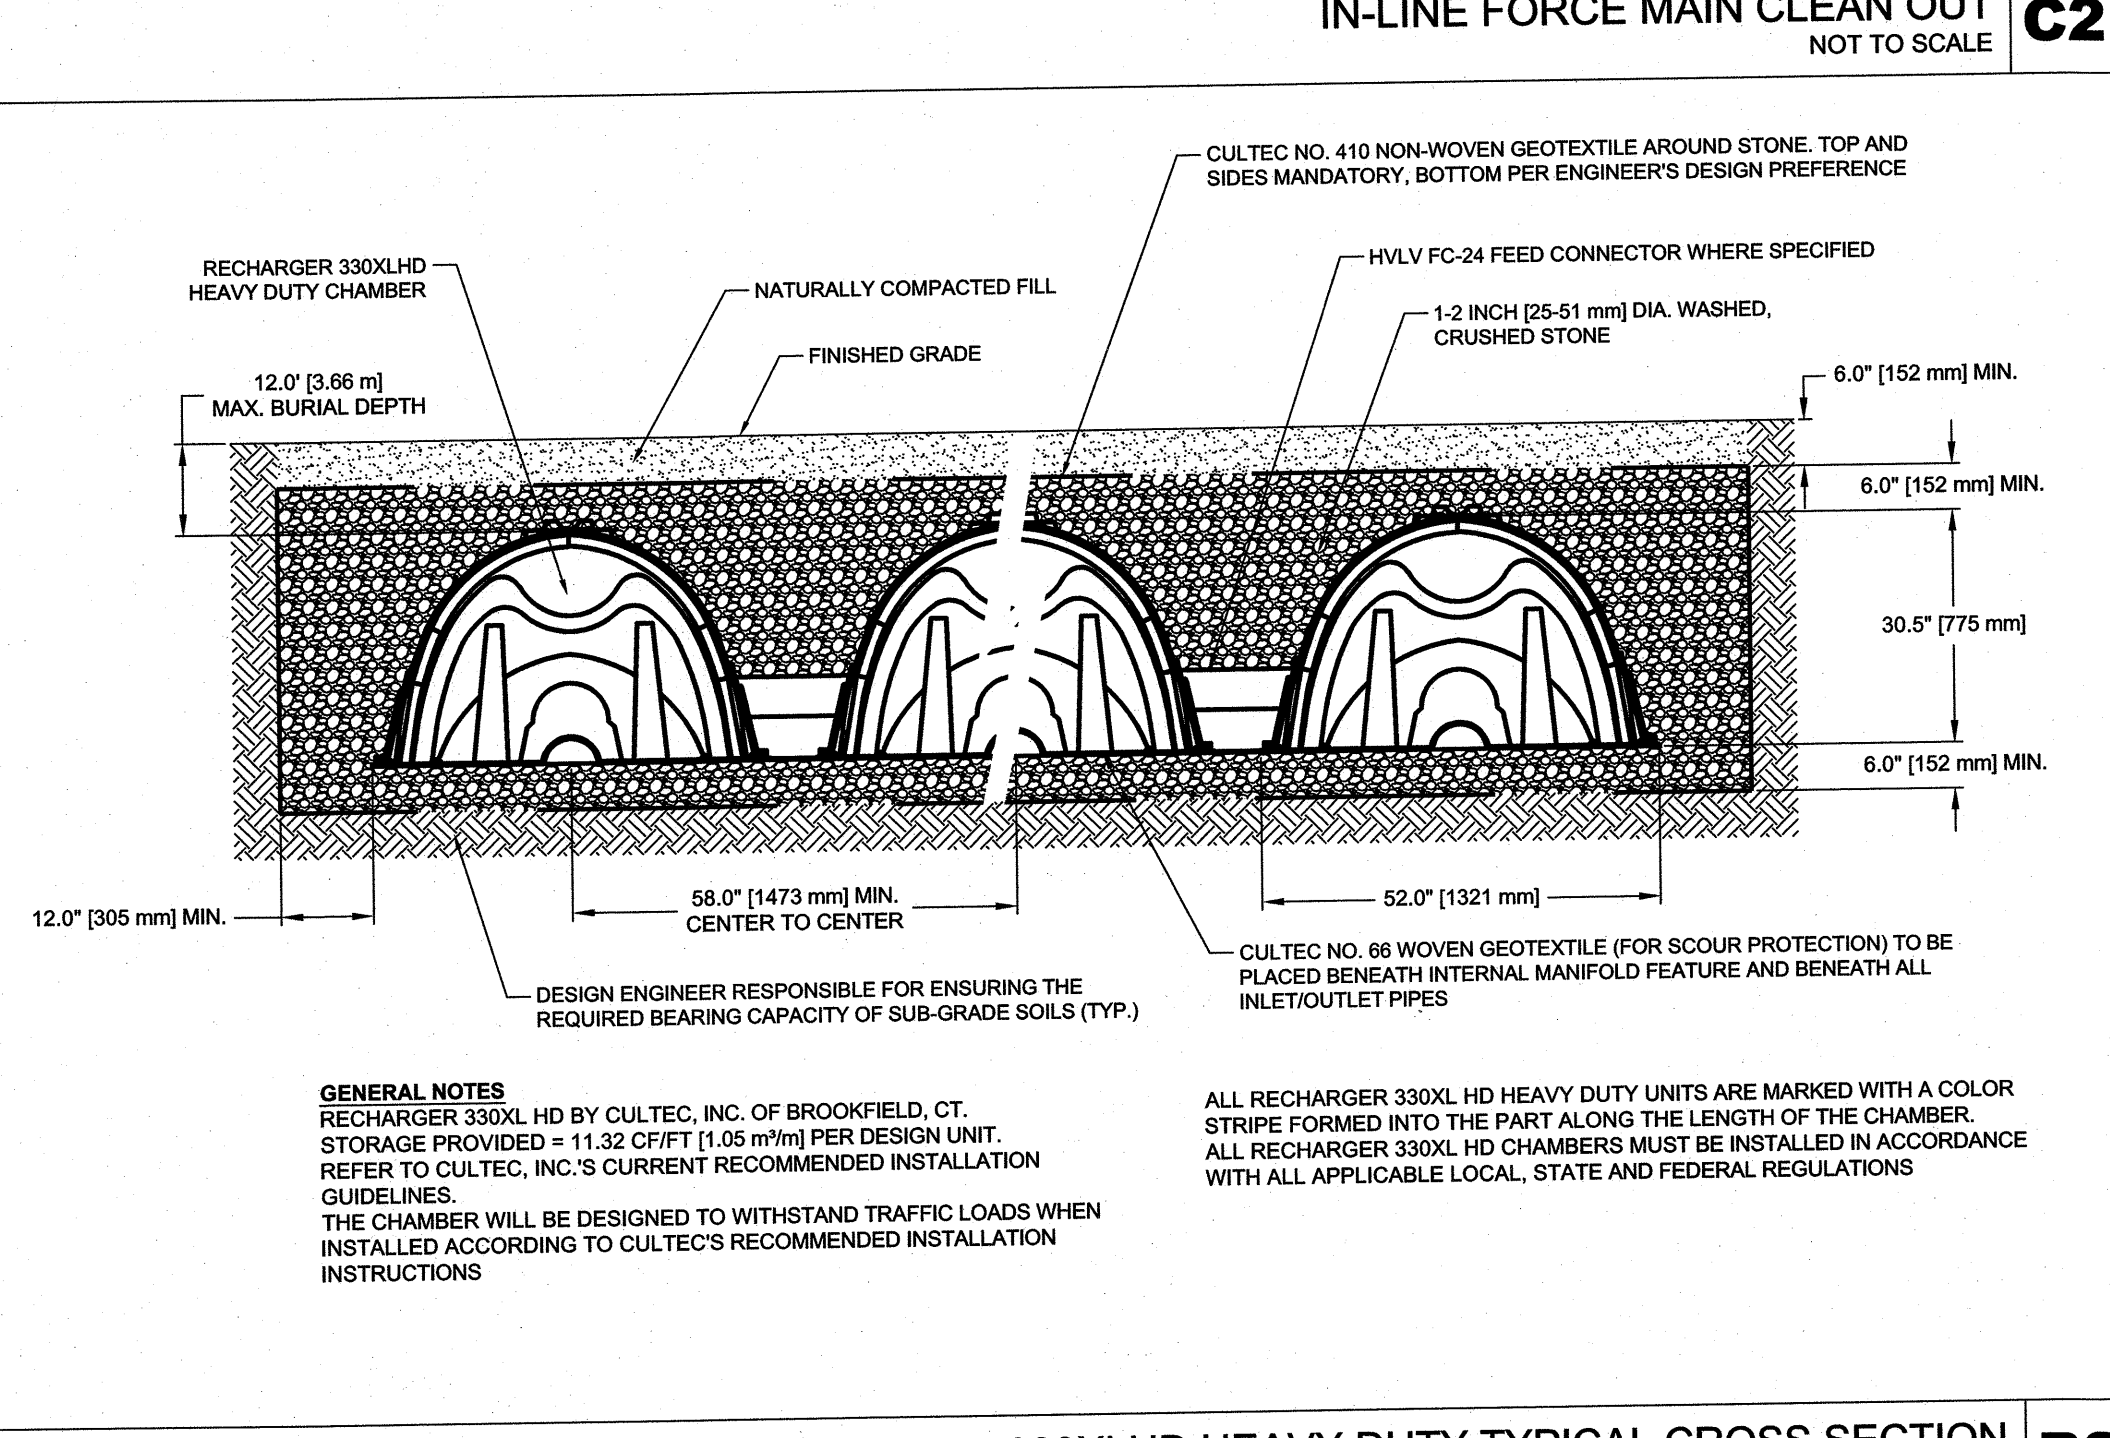 IN-LINE FORCE MAIN CLEAN OUT
C2
NOT TO SCALE
CULTEC NO. 410 NON-WOVEN GEOTEXTILE AROUND STONE. TOP AND
SIDES MANDATORY, BOTTOM PER ENGINEER'S DESIGN PREFERENCE
HVLV FC-24 FEED CONNECTOR WHERE SPECIFIED
RECHARGER 330XLHD
HEAVY DUTY CHAMBER
NATURALLY COMPACTED FILL
1-2 INCH [25-51 mm] DIA. WASHED,
CRUSHED STONE
FINISHED GRADE
12.0' [3.66 m]
MAX. BURIAL DEPTH
6.0" [152 mm] MIN.
6.0" [152 mm] MIN.
30.5" [775 mm]
6.0" [152 mm] MIN.
12.0" [305 mm] MIN.
58.0" [1473 mm] MIN.
CENTER TO CENTER
52.0" [1321 mm]
CULTEC NO. 66 WOVEN GEOTEXTILE (FOR SCOUR PROTECTION) TO BE
PLACED BENEATH INTERNAL MANIFOLD FEATURE AND BENEATH ALL
INLET/OUTLET PIPES
DESIGN ENGINEER RESPONSIBLE FOR ENSURING THE
REQUIRED BEARING CAPACITY OF SUB-GRADE SOILS (TYP.)
GENERAL NOTES
RECHARGER 330XL HD BY CULTEC, INC. OF BROOKFIELD, CT.
STORAGE PROVIDED = 11.32 CF/FT [1.05 m³/m] PER DESIGN UNIT.
REFER TO CULTEC, INC.'S CURRENT RECOMMENDED INSTALLATION
GUIDELINES.
THE CHAMBER WILL BE DESIGNED TO WITHSTAND TRAFFIC LOADS WHEN
INSTALLED ACCORDING TO CULTEC'S RECOMMENDED INSTALLATION
INSTRUCTIONS
ALL RECHARGER 330XL HD HEAVY DUTY UNITS ARE MARKED WITH A COLOR
STRIPE FORMED INTO THE PART ALONG THE LENGTH OF THE CHAMBER.
ALL RECHARGER 330XL HD CHAMBERS MUST BE INSTALLED IN ACCORDANCE
WITH ALL APPLICABLE LOCAL, STATE AND FEDERAL REGULATIONS
HEAVY DUTY TYPICAL CROSS SECTION